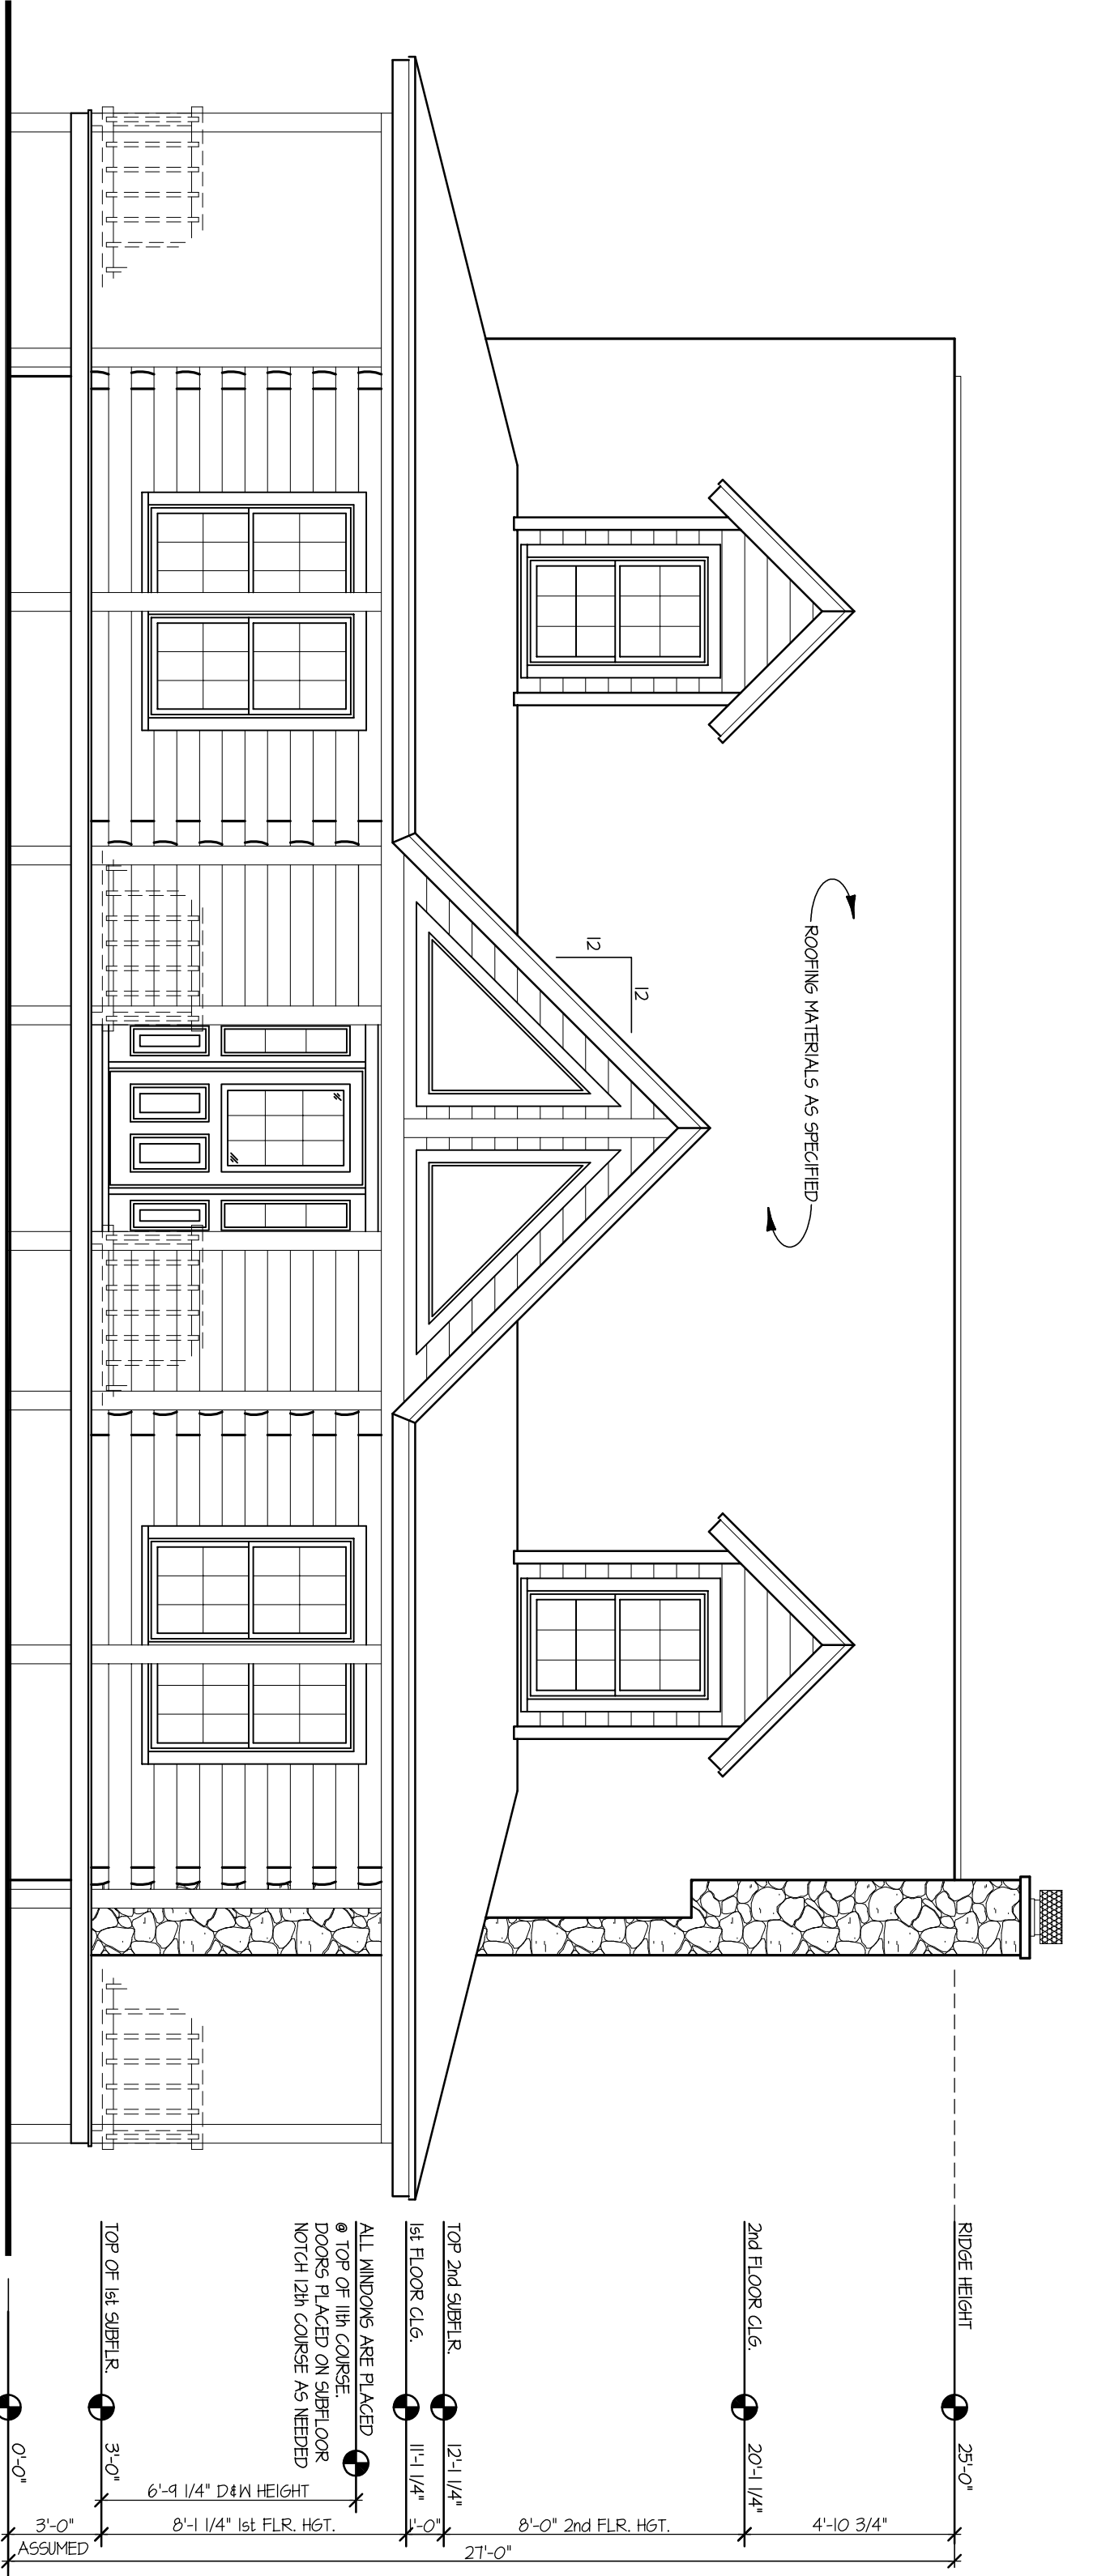 ROOFING MATERIALS AS SPECIFIED
12
12
RIDGE HEIGHT
25'-0"
2nd FLOOR CLG.
20'-1 1/4"
TOP 2nd SUBFLR.
12'-1 1/4"
1st FLOOR CLG.
11'-1 1/4"
ALL WINDOWS ARE PLACED
@ TOP OF 11th COURSE.
DOORS PLACED ON SUBFLOOR
NOTCH 12th COURSE AS NEEDED
TOP OF 1st SUBFLR.
3'-0"
0'-0"
4'-10 3/4"
8'-0" 2nd FLR. HGT.
1'-0"
8'-1 1/4" 1st FLR. HGT.
6'-9 1/4" D&W HEIGHT
3'-0"
ASSUMED
27'-0"